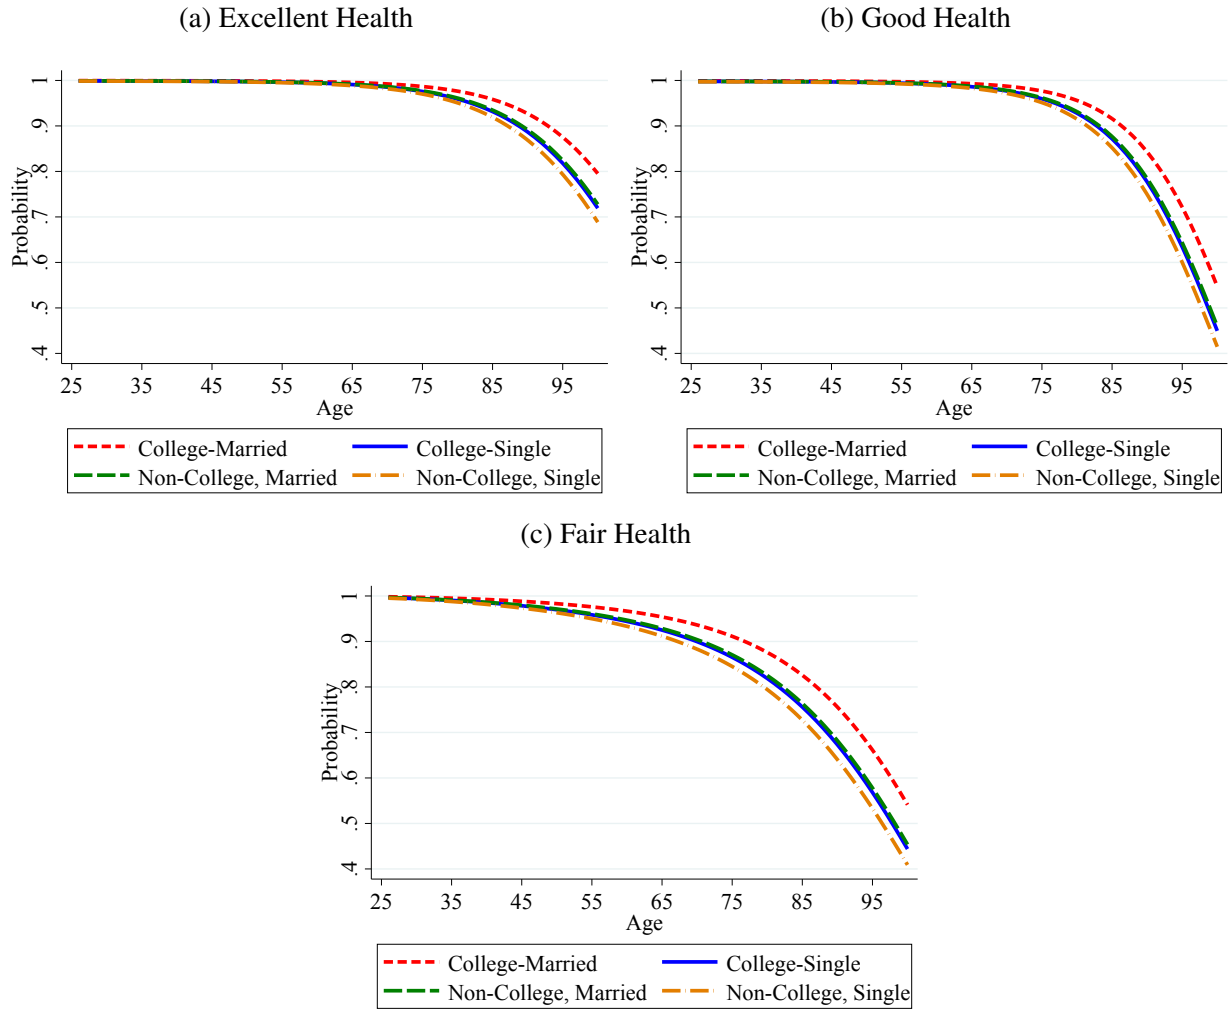 (a) Excellent Health
Probability
1
.9
.8
.7
.6
.5
.4
25 35 45 55 65 75 85 95
Age
College-Married College-Single
Non-College, Married Non-College, Single
(b) Good Health
Probability
1
.9
.8
.7
.6
.5
.4
25 35 45 55 65 75 85 95
Age
College-Married College-Single
Non-College, Married Non-College, Single
(c) Fair Health
Probability
1
.9
.8
.7
.6
.5
.4
25 35 45 55 65 75 85 95
Age
College-Married College-Single
Non-College, Married Non-College, Single